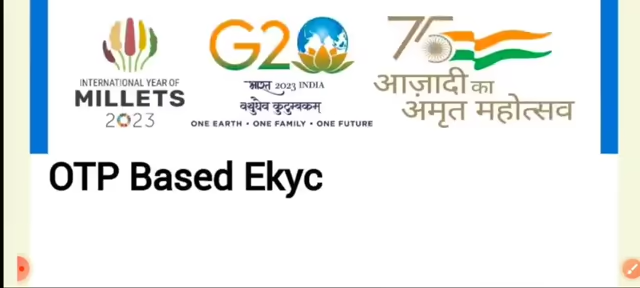 INTERNATIONAL YEAR OF
MILLETS
2023
G20
भारत 2023 INDIA
वसुधैव कुटुम्बकम्
ONE EARTH • ONE FAMILY • ONE FUTURE
75
आज़ादी का
अमृत महोत्सव
OTP Based Ekyc